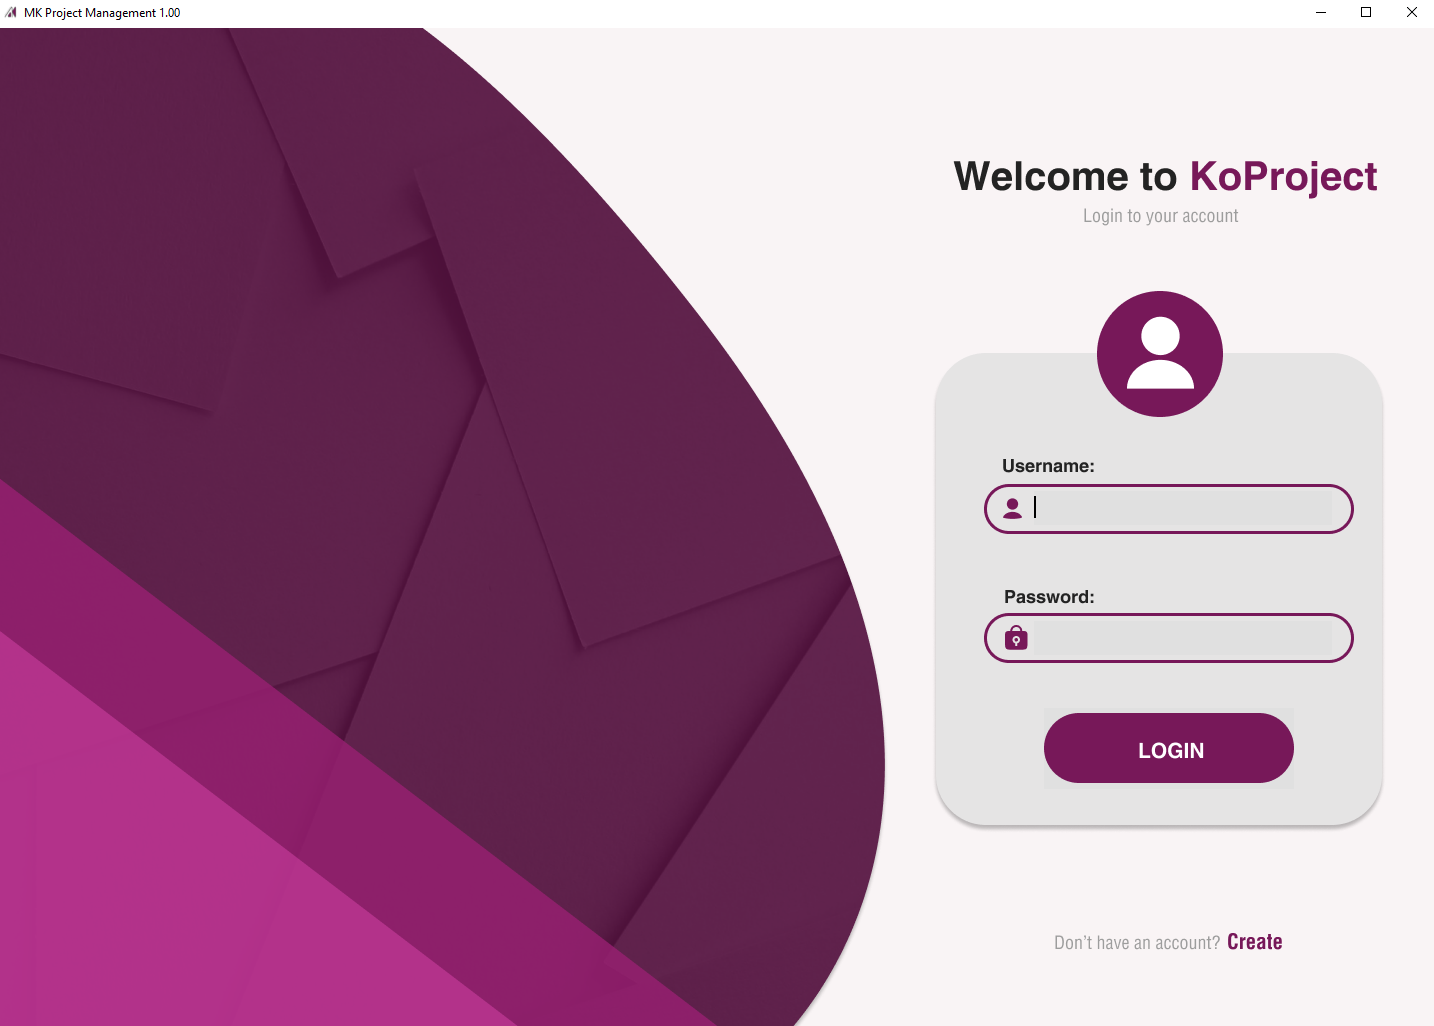 MK Project Management 1.00
Welcome to KoProject
Login to your account
Username:
Password:
LOGIN
Don't have an account? Create